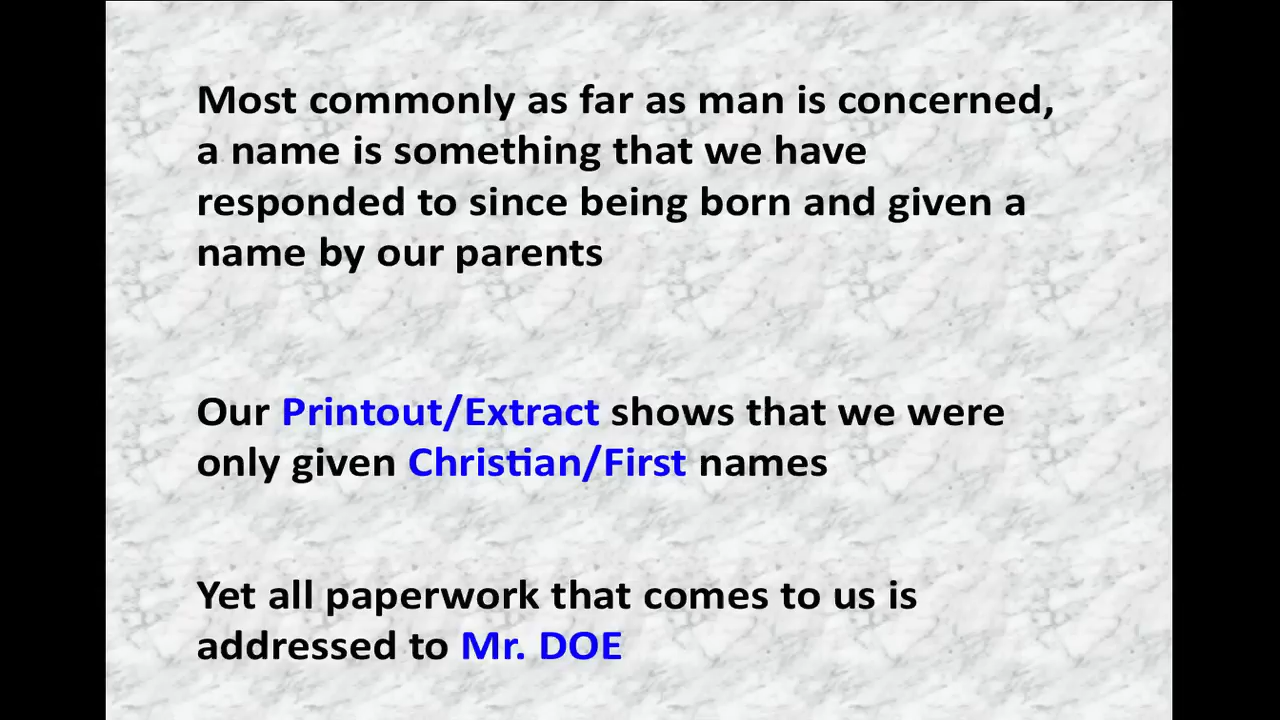 Most commonly as far as man is concerned,
a name is something that we have
responded to since being born and given a
name by our parents
Our Printout/Extract shows that we were
only given Christian/First names
Yet all paperwork that comes to us is
addressed to Mr. DOE